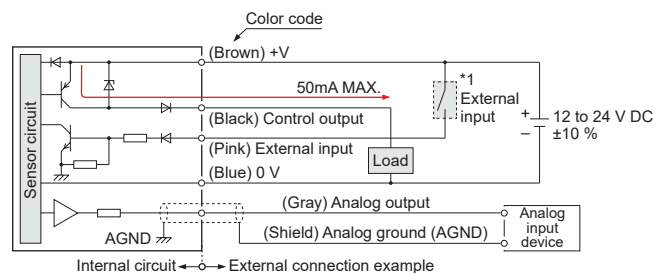 Color code
(Brown) +V
50mA MAX.
*1
External
input
(Black) Control output
+
−
12 to 24 V DC
±10 %
Sensor circuit
(Pink) External input
Load
(Blue) 0 V
(Gray) Analog output
Analog
input
device
AGND
(Shield) Analog ground (AGND)
Internal circuit
External connection example